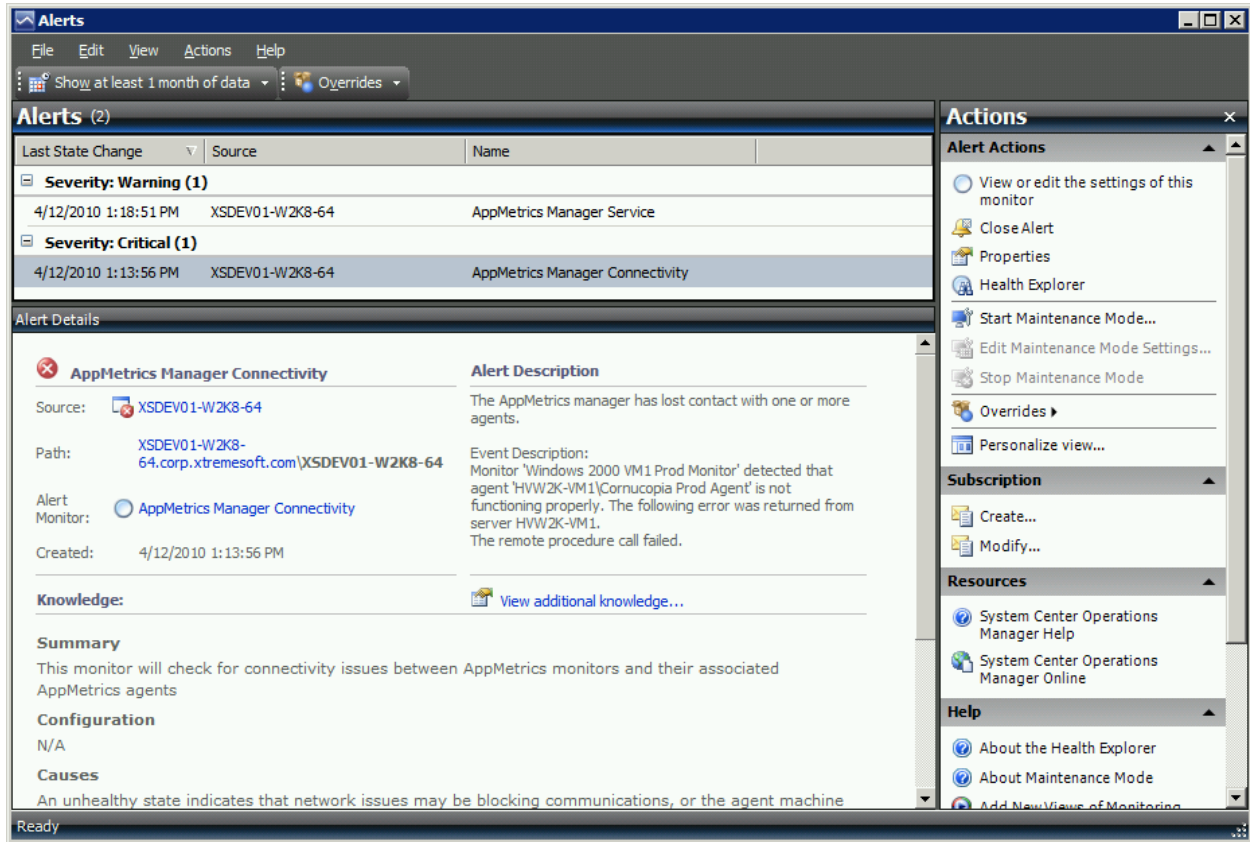 Alerts
File Edit View Actions Help
Show at least 1 month of data Overrides
Alerts (2)
Last State Change Source Name
Severity: Warning (1)
4/12/2010 1:18:51 PM XSDEV01-W2K8-64 AppMetrics Manager Service
Severity: Critical (1)
4/12/2010 1:13:56 PM XSDEV01-W2K8-64 AppMetrics Manager Connectivity
Alert Details
AppMetrics Manager Connectivity
Source: XSDEV01-W2K8-64
Path: XSDEV01-W2K8-
64.corp.xtremesoft.com\XSDEV01-W2K8-64
Alert
Monitor: AppMetrics Manager Connectivity
Created: 4/12/2010 1:13:56 PM
Alert Description
The AppMetrics manager has lost contact with one or more
agents.
Event Description:
Monitor 'Windows 2000 VM1 Prod Monitor' detected that
agent 'HVW2K-VM1\Cornucopia Prod Agent' is not
functioning properly. The following error was returned from
server HVW2K-VM1.
The remote procedure call failed.
Knowledge:
View additional knowledge...
Summary
This monitor will check for connectivity issues between AppMetrics monitors and their associated
AppMetrics agents
Configuration
N/A
Causes
An unhealthy state indicates that network issues may be blocking communications, or the agent machine
Ready
Actions
Alert Actions
View or edit the settings of this
monitor
Close Alert
Properties
Health Explorer
Start Maintenance Mode...
Edit Maintenance Mode Settings...
Stop Maintenance Mode
Overrides
Personalize view...
Subscription
Create...
Modify...
Resources
System Center Operations
Manager Help
System Center Operations
Manager Online
Help
About the Health Explorer
About Maintenance Mode
Add New Views of Monitoring